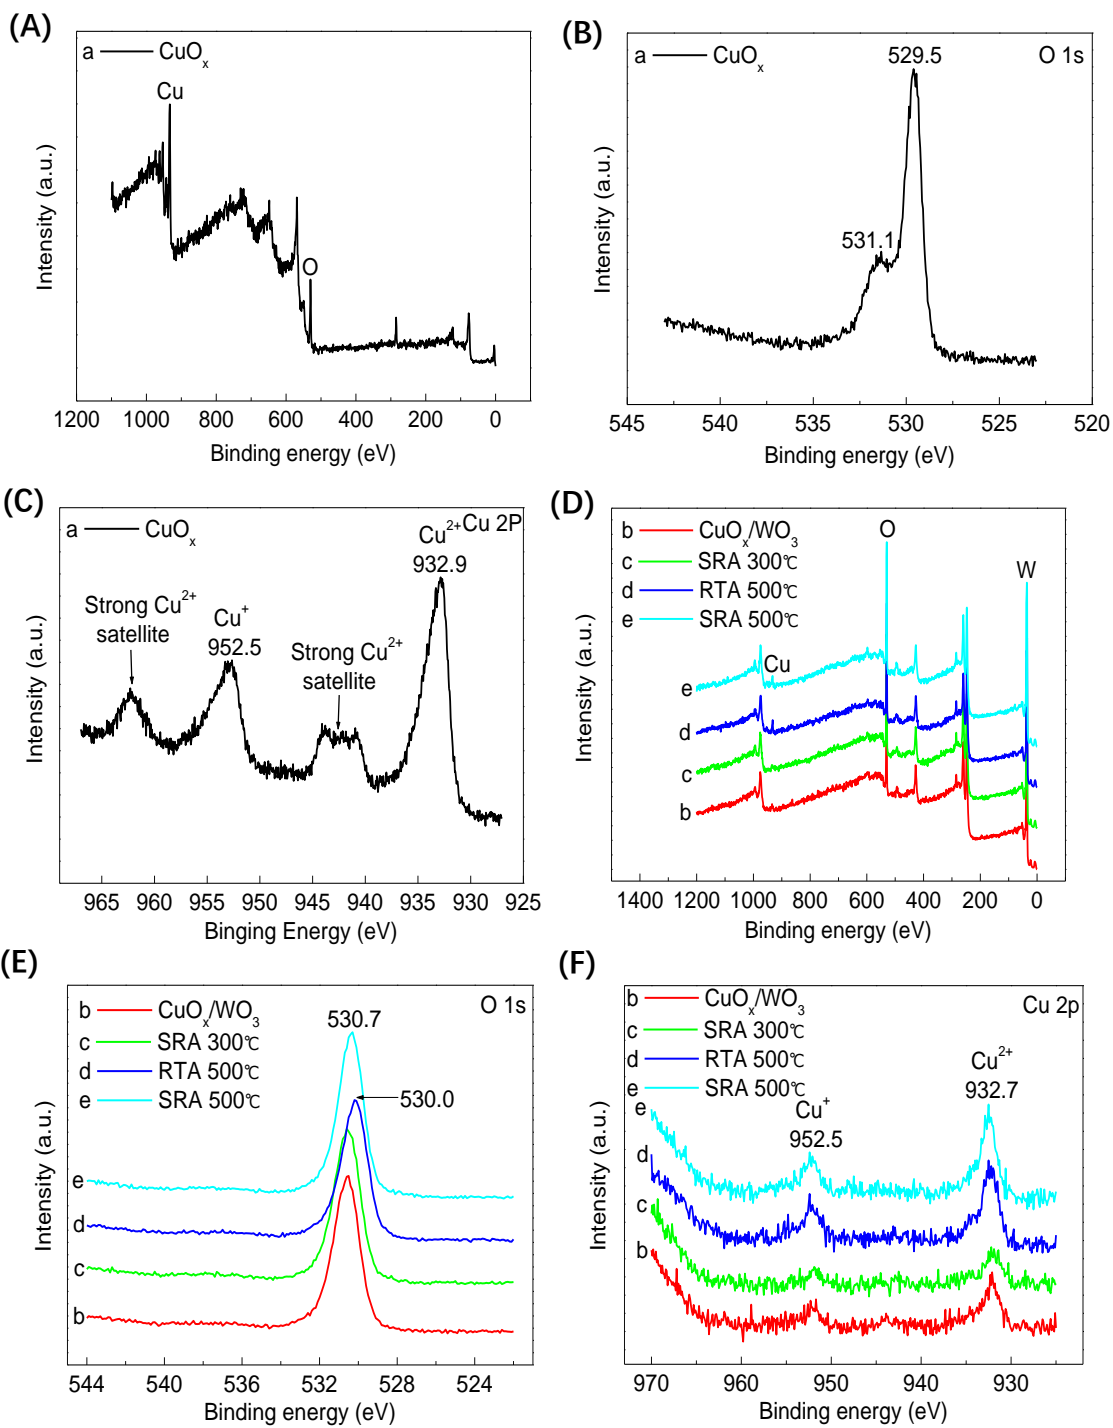 (A)
a CuOx
Cu
O
Intensity (a.u.)
1200 1000 800 600 400 200 0
Binding energy (eV)
(B)
a CuOx
529.5
O 1s
531.1
Intensity (a.u.)
545 540 535 530 525 520
Binding energy (eV)
(C)
a CuOx
Cu2+ Cu 2P
932.9
Strong Cu2+
satellite
Cu+
952.5
Strong Cu2+
satellite
Intensity (a.u.)
965 960 955 950 945 940 935 930 925
Binging Energy (eV)
(D)
b CuOx/WO3
c SRA 300℃
d RTA 500℃
e SRA 500℃
O
W
Cu
e
d
c
b
Intensity (a.u.)
1400 1200 1000 800 600 400 200 0
Binding energy (eV)
(E)
b CuOx/WO3
c SRA 300℃
d RTA 500℃
e SRA 500℃
O 1s
530.7
530.0
e
d
c
b
Intensity (a.u.)
544 540 536 532 528 524
Binding energy (eV)
(F)
b CuOx/WO3
c SRA 300℃
d RTA 500℃
e SRA 500℃
Cu 2p
Cu2+
932.7
Cu+
952.5
e
d
c
b
Intensity (a.u.)
970 960 950 940 930
Binding energy (eV)